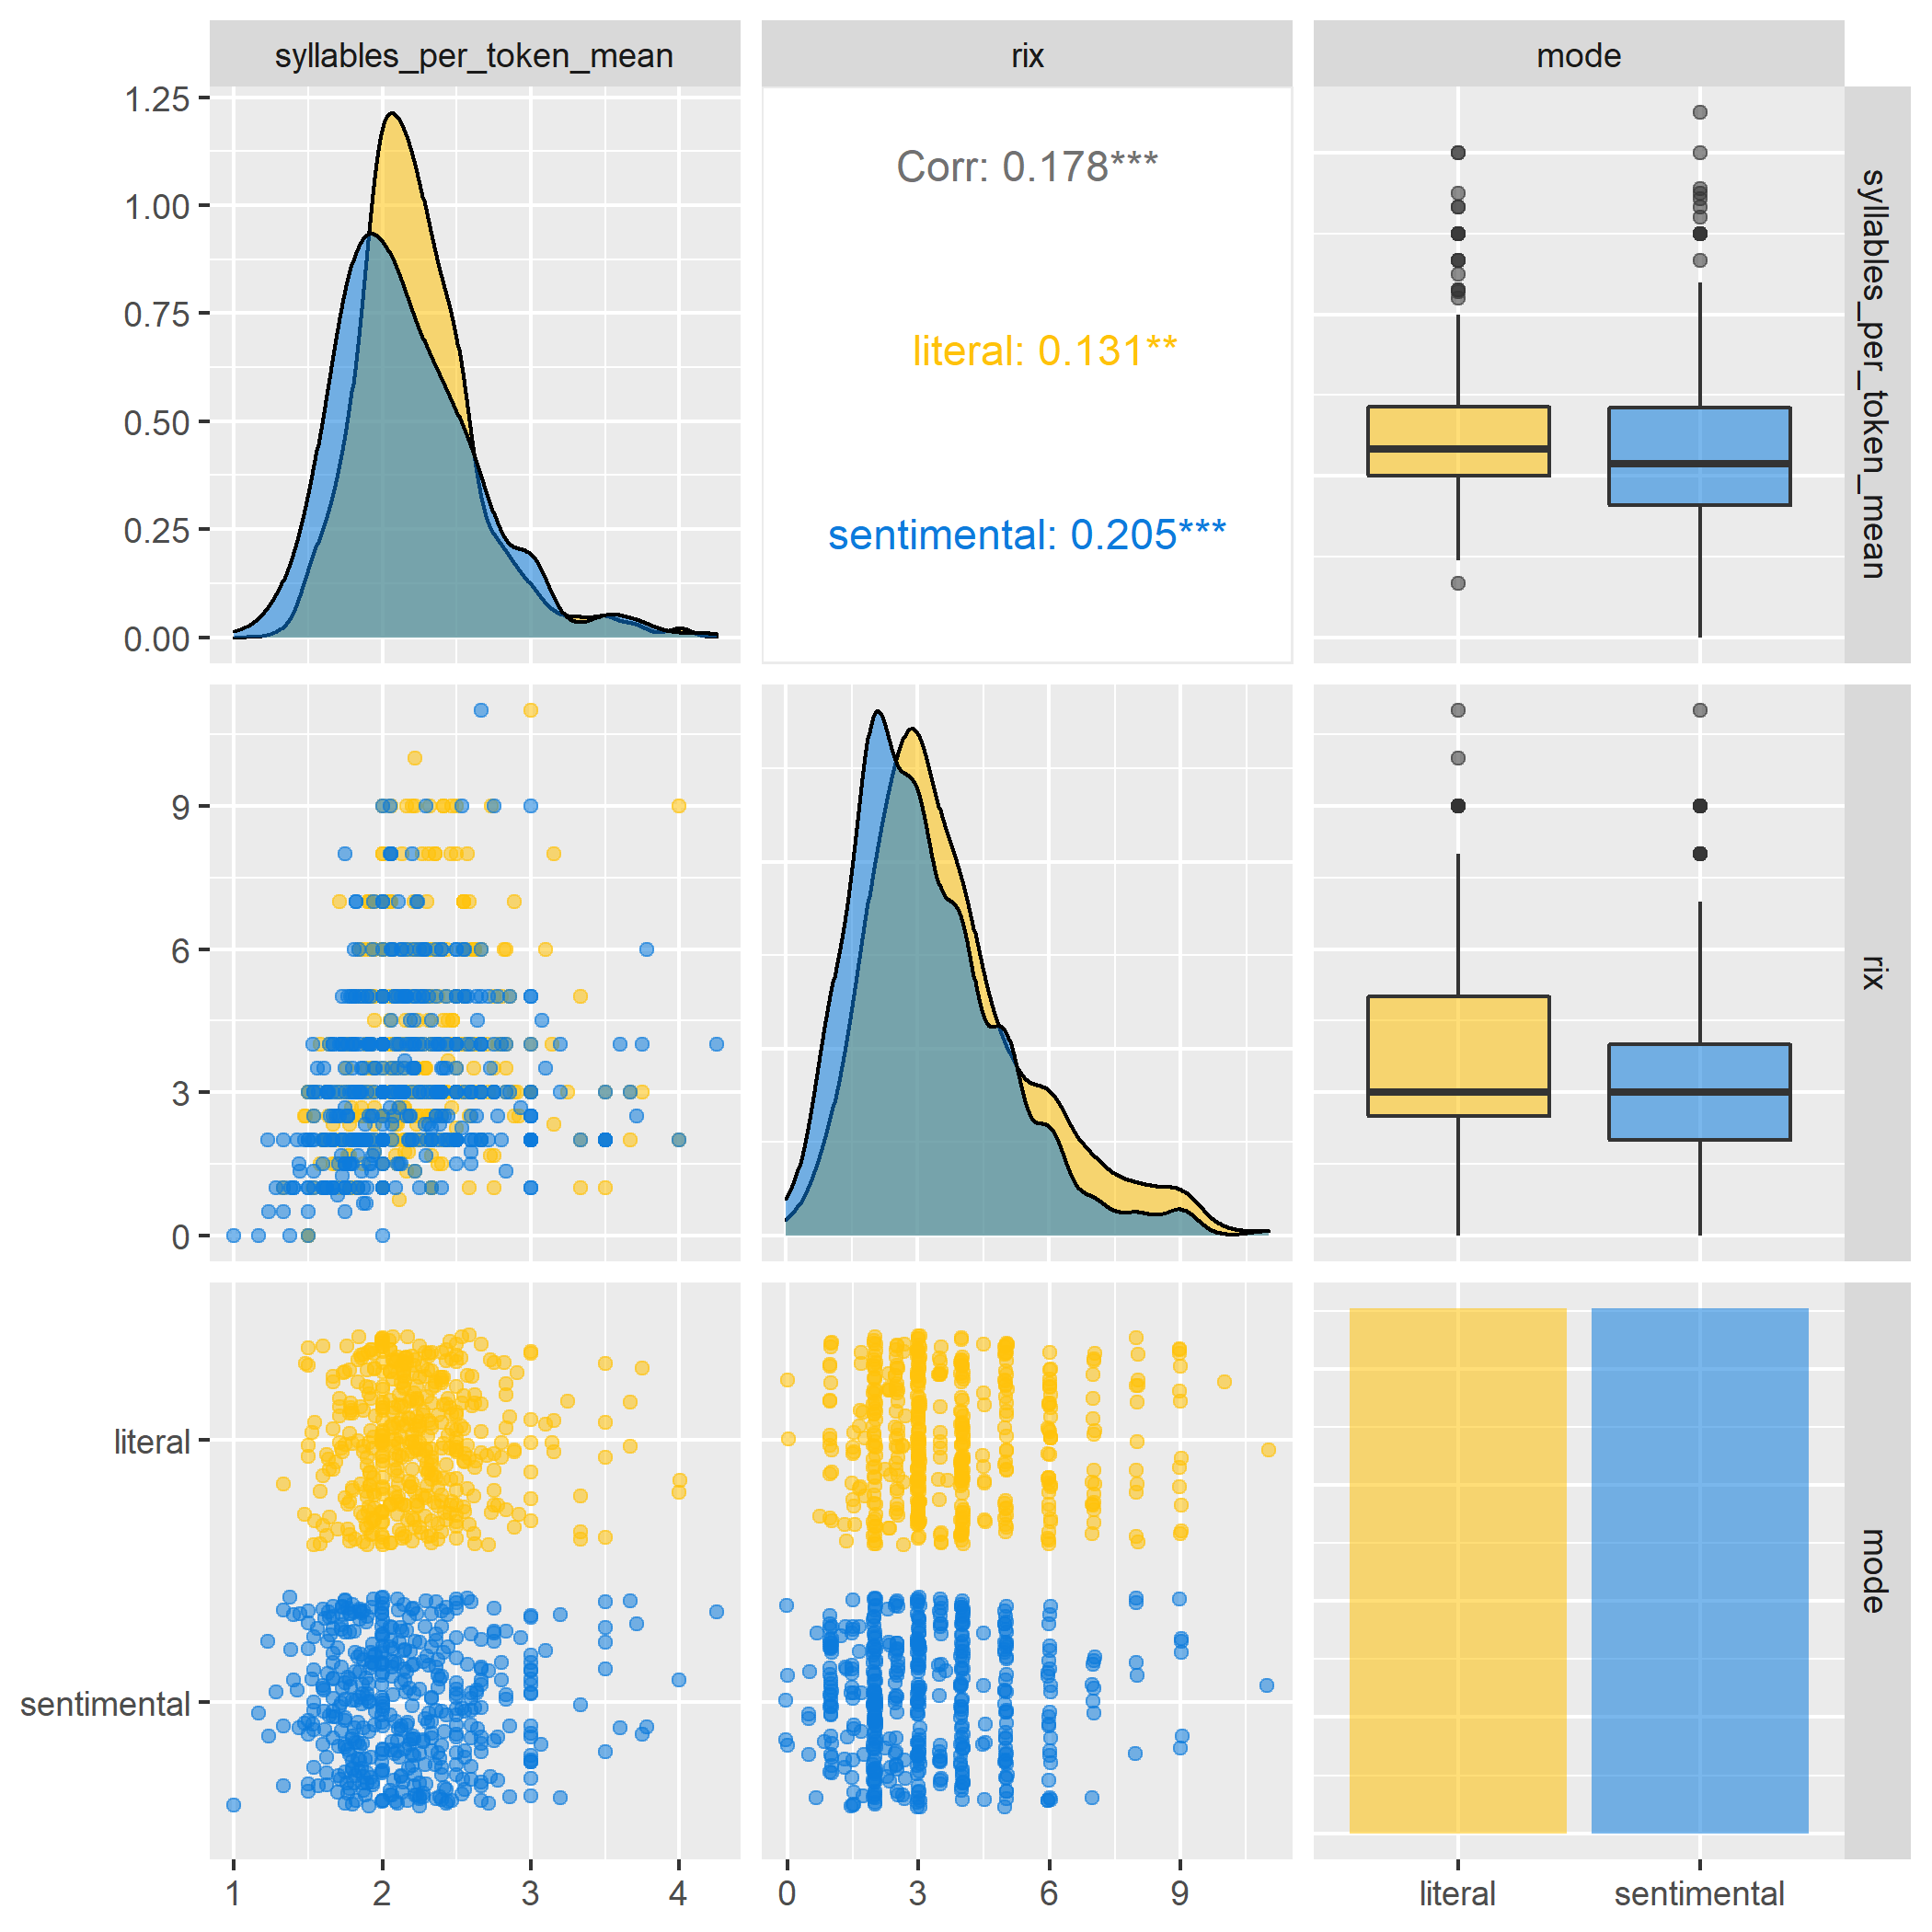 syllables_per_token_mean
rix
mode
1.25
1.00
0.75
0.50
0.25
0.00
Corr: 0.178***
literal: 0.131**
sentimental: 0.205***
syllables_per_token_mean
9
6
3
0
rix
literal
sentimental
mode
1
2
3
4
0
3
6
9
literal
sentimental